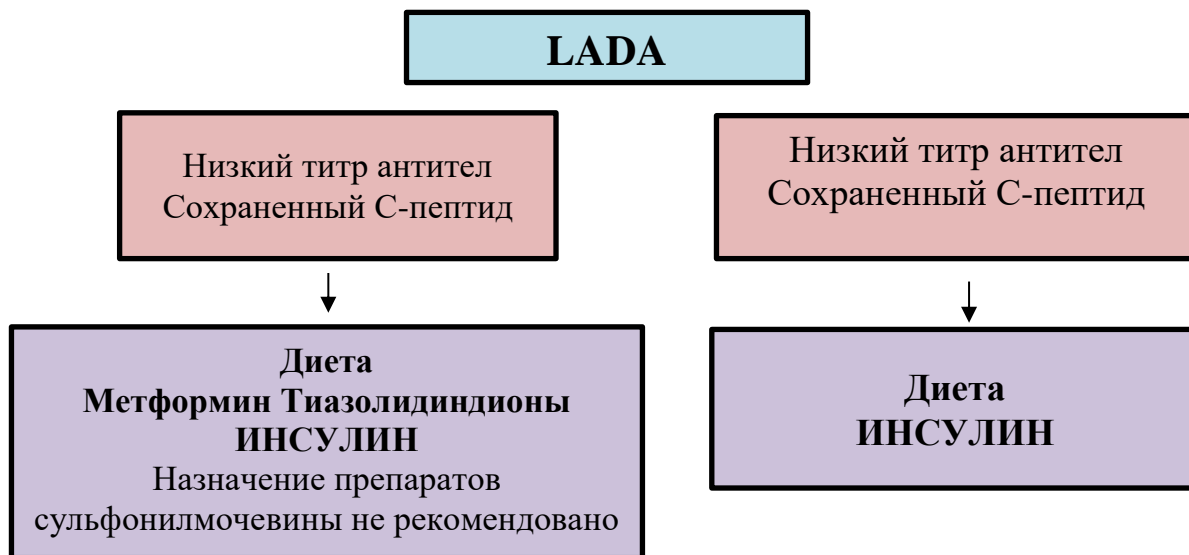 LADA
Низкий титр антител
Сохраненный С-пептид
Низкий титр антител
Сохраненный С-пептид
Диета
Метформин Тиазолидиндионы
ИНСУЛИН
Назначение препаратов
сульфонилмочевины не рекомендовано
Диета
ИНСУЛИН